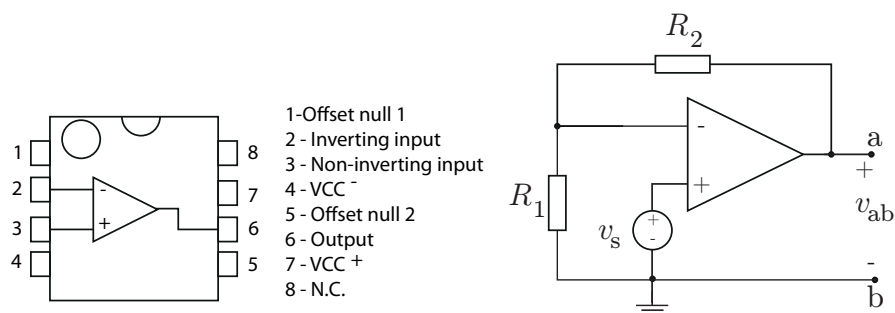 1
2
3
4
8
7
6
5
-
+
1-Offset null 1
2 - Inverting input
3 - Non-inverting input
4 - VCC -
5 - Offset null 2
6 - Output
7 - VCC +
8 - N.C.
R2
R1
-
+
vs
+
-
a
+
vab
-
b